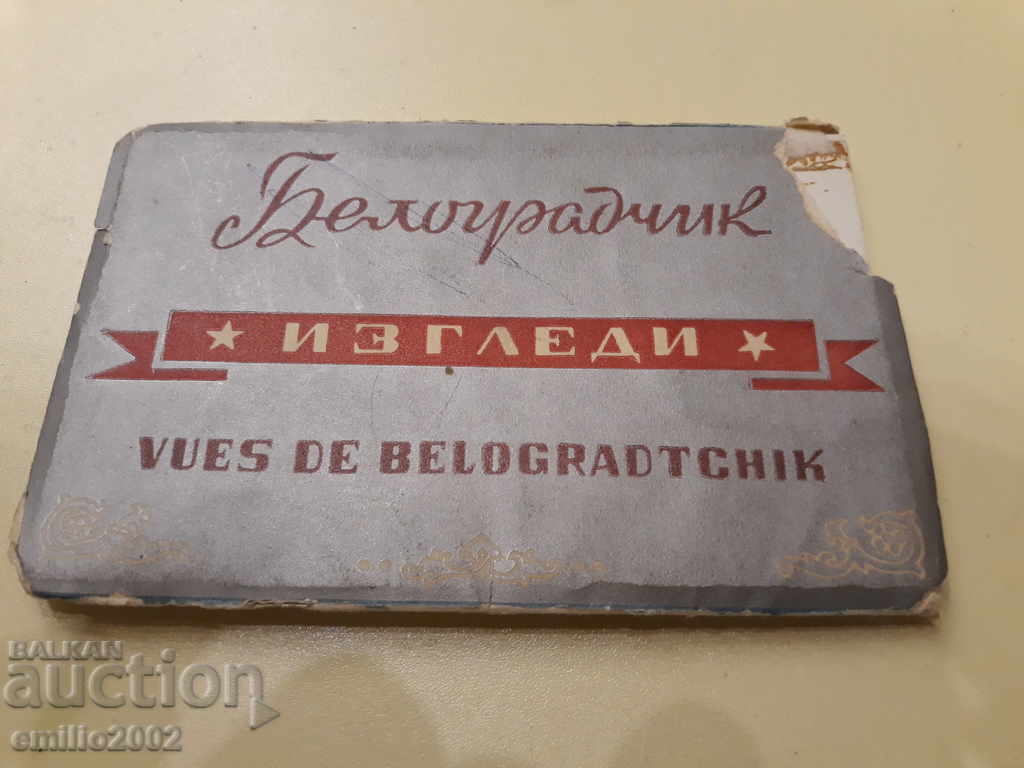 Белоградчик
★ ИЗГЛЕДИ ★
VUES DE BELOGRADTCHIK
BALKAN
auction
emilio2002